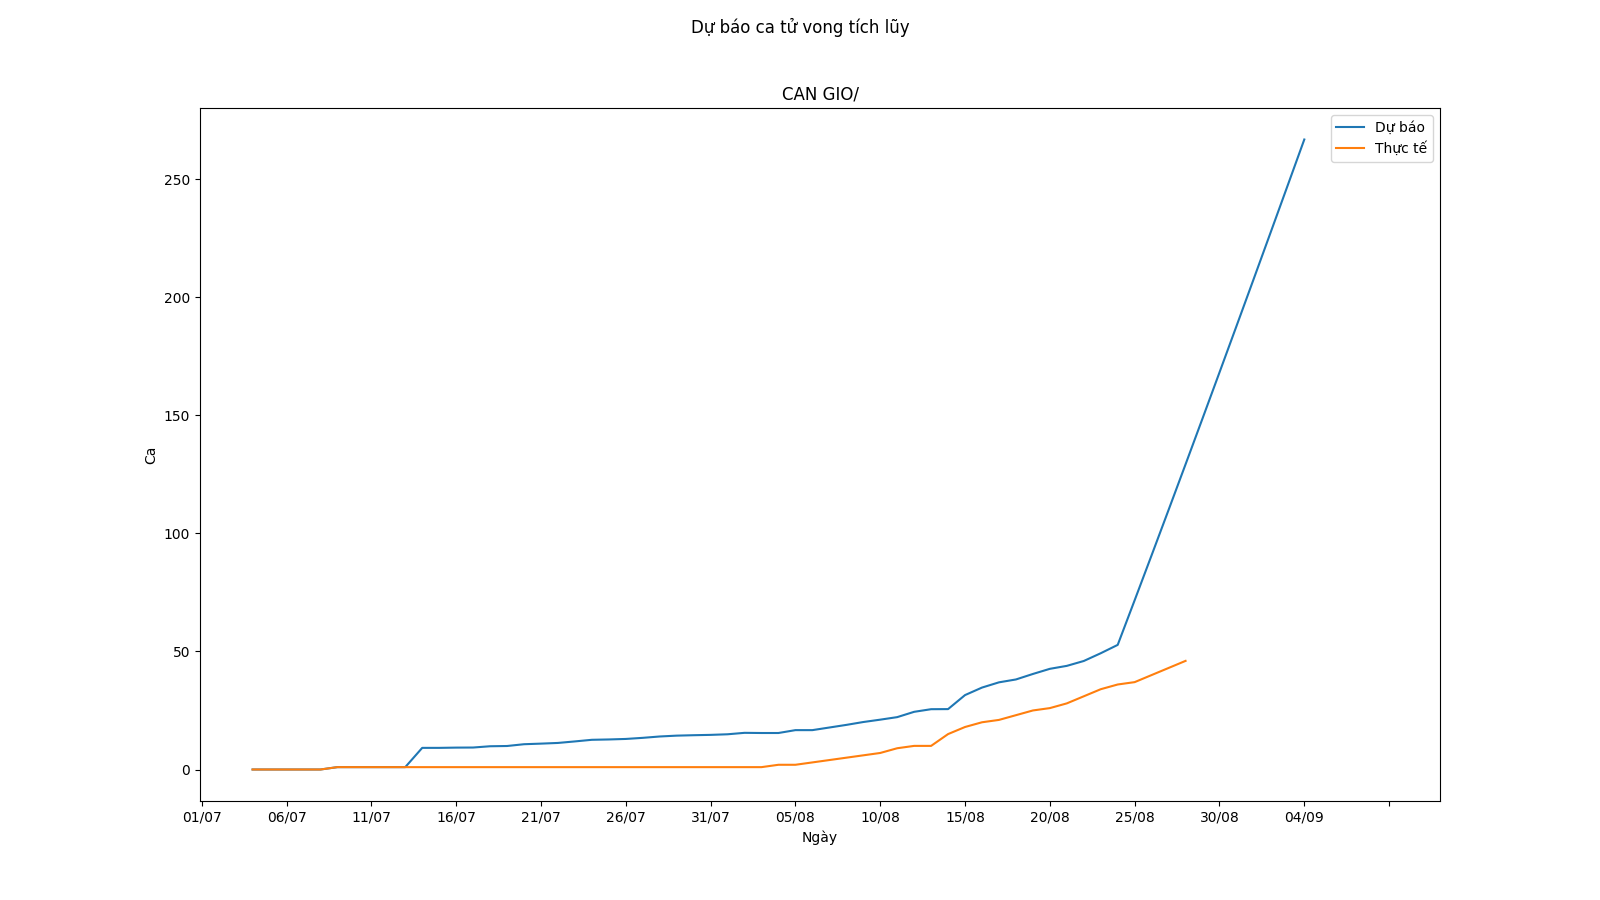 Dự báo ca tử vong tích lũy
CAN GIO/
Dự báo
Thực tế
250
200
150
100
50
0
Ca
01/07 06/07 11/07 16/07 21/07 26/07 31/07 05/08 10/08 15/08 20/08 25/08 30/08 04/09
Ngày